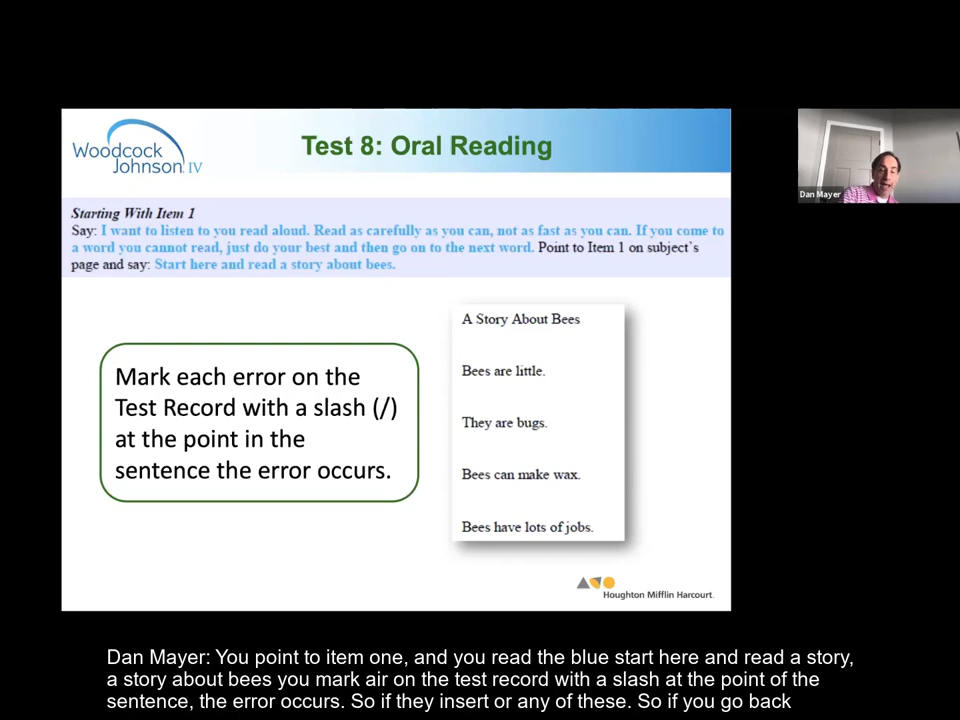 Woodcock
Johnson IV
Test 8: Oral Reading
Dan Mayer
Starting With Item 1
Say: I want to listen to you read aloud. Read as carefully as you can, not as fast as you can. If you come to
a word you cannot read, just do your best and then go on to the next word. Point to Item 1 on subject's
page and say: Start here and read a story about bees.
Mark each error on the
Test Record with a slash (/)
at the point in the
sentence the error occurs.
A Story About Bees
Bees are little.
They are bugs.
Bees can make wax.
Bees have lots of jobs.
Houghton Mifflin Harcourt.
Dan Mayer: You point to item one, and you read the blue start here and read a story,
a story about bees you mark air on the test record with a slash at the point of the
sentence, the error occurs. So if they insert or any of these. So if you go back